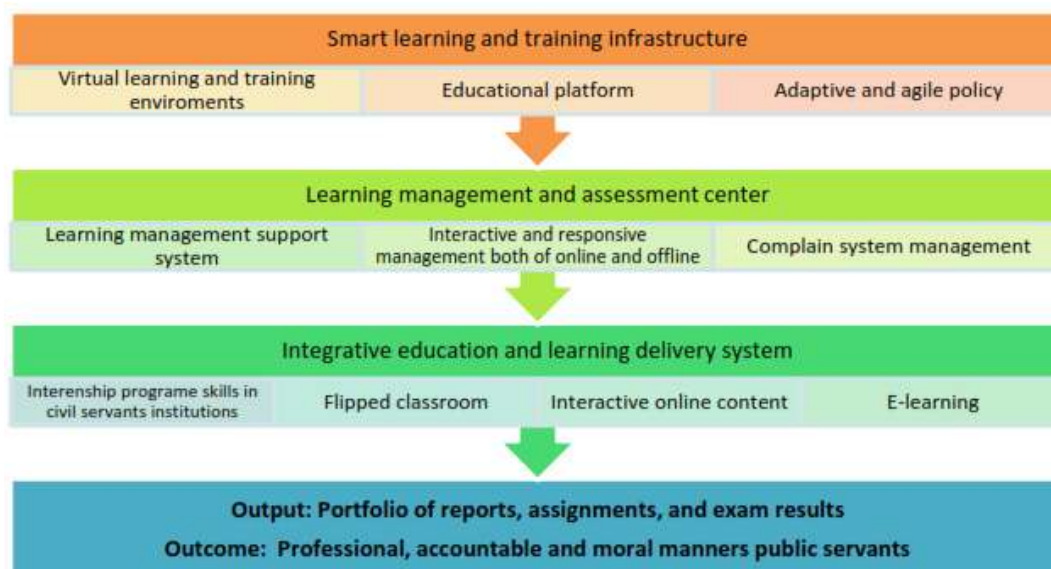 Smart learning and training infrastructure
Virtual learning and training
enviroments
Educational platform
Adaptive and agile policy
Learning management and assessment center
Learning management support
system
Interactive and responsive
management both of online and offline
Complain system management
Integrative education and learning delivery system
Interenship programe skills in
civil servants institutions
Flipped classroom
Interactive online content
E-learning
Output: Portfolio of reports, assignments, and exam results
Outcome: Professional, accountable and moral manners public servants